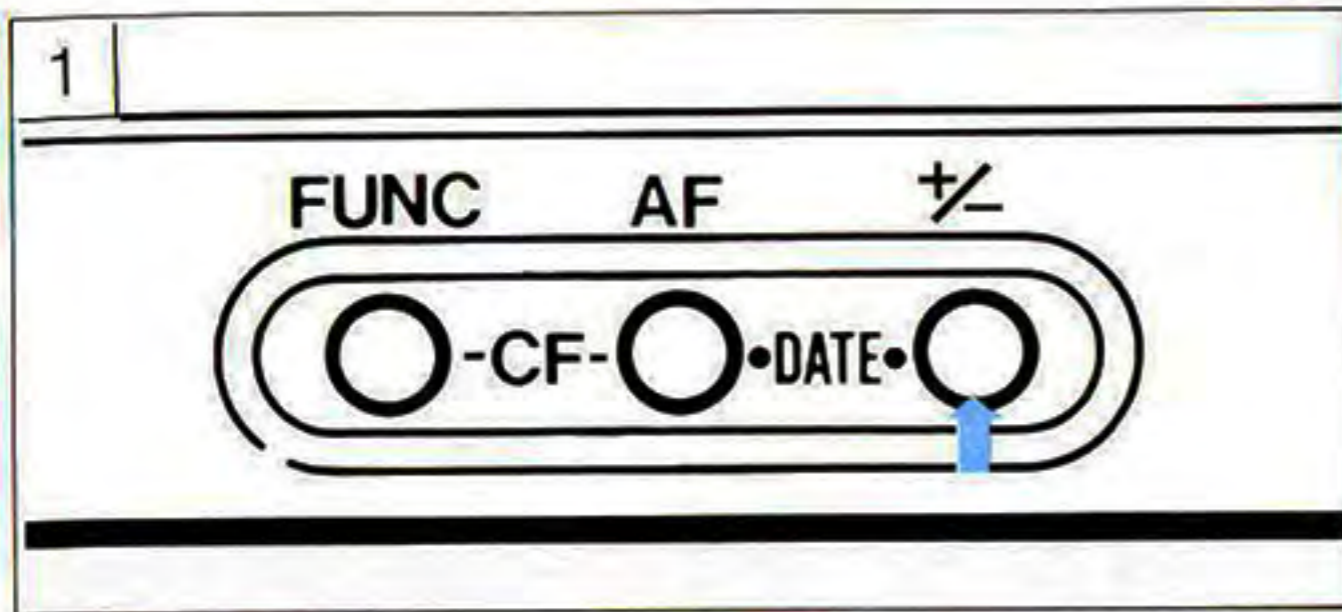 1
FUNC AF +/−
-CF- •DATE•